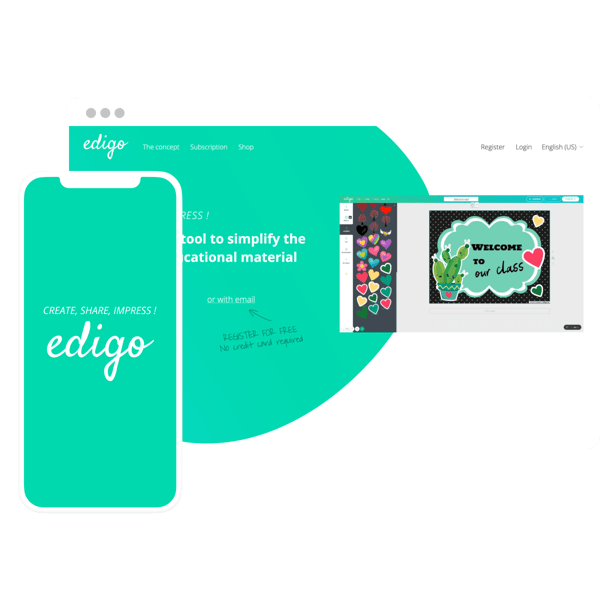 edigo
The concept Subscription Shop
Register Login English (US)
RESS !
tool to simplify the
icational material
or with email
REGISTER FOR FREE
No credit card required
CREATE, SHARE, IMPRESS !
edigo
edigo
WELCOME
TO
our class